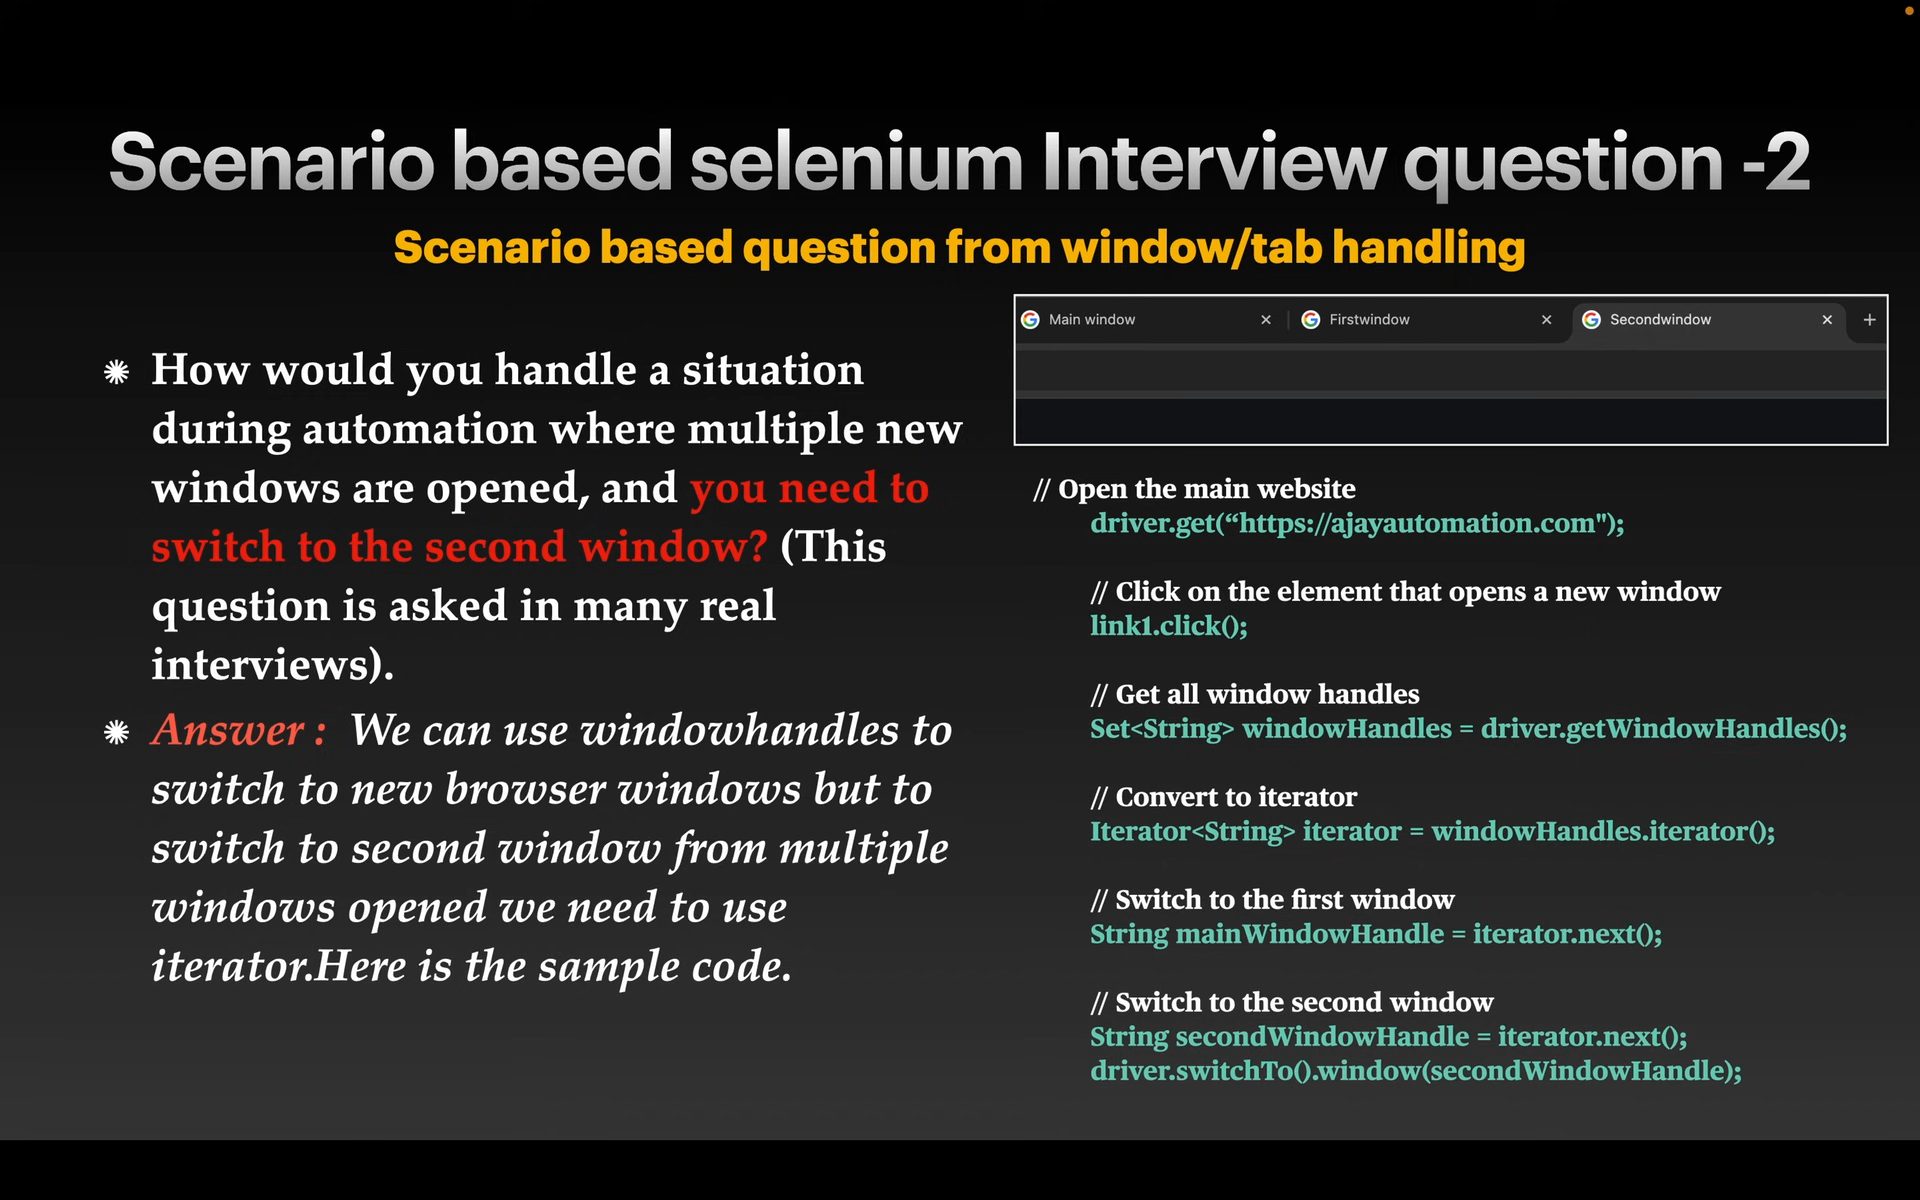 Scenario based selenium Interview question -2
Scenario based question from window/tab handling
Main window
Firstwindow
Secondwindow
How would you handle a situation
during automation where multiple new
windows are opened, and you need to
switch to the second window? (This
question is asked in many real
interviews).
Answer : We can use windowhandles to
switch to new browser windows but to
switch to second window from multiple
windows opened we need to use
iterator.Here is the sample code.
// Open the main website
driver.get(“https://ajayautomation.com");
// Click on the element that opens a new window
link1.click();
// Get all window handles
Set<String> windowHandles = driver.getWindowHandles();
// Convert to iterator
Iterator<String> iterator = windowHandles.iterator();
// Switch to the first window
String mainWindowHandle = iterator.next();
// Switch to the second window
String secondWindowHandle = iterator.next();
driver.switchTo().window(secondWindowHandle);